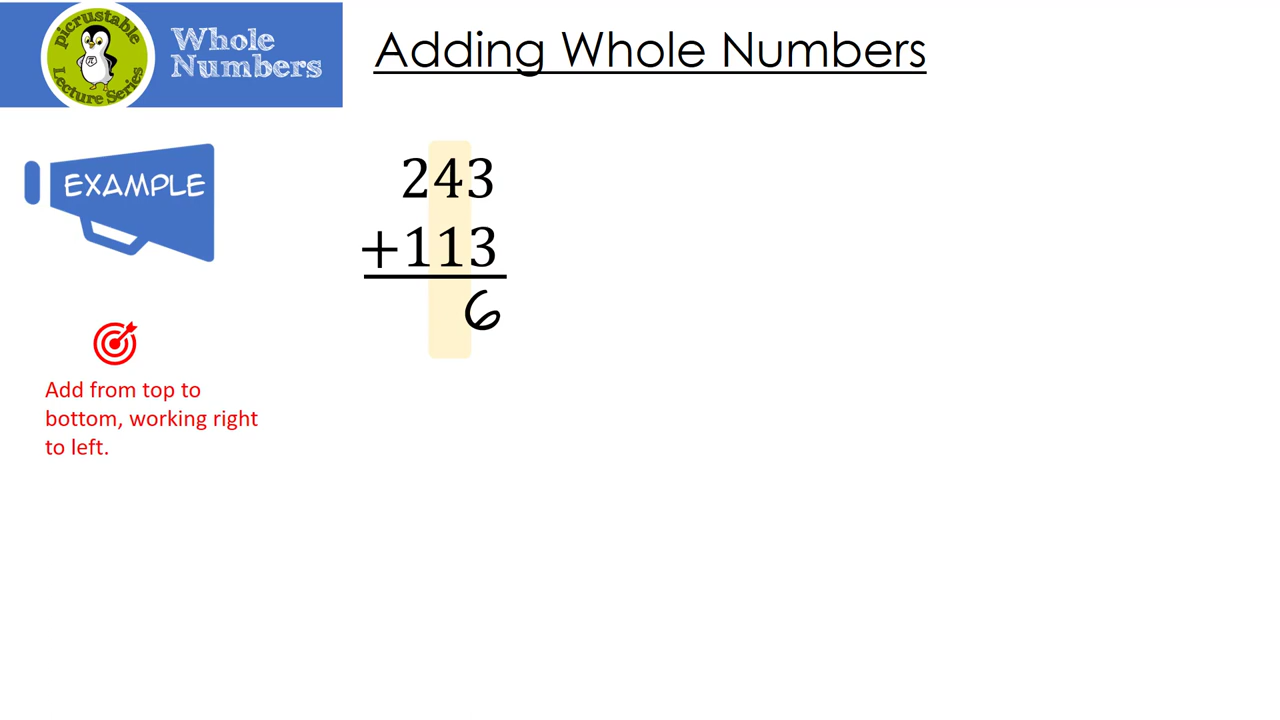 picrustable
π
Lecture Series
Whole
Numbers
Adding Whole Numbers
EXAMPLE
243
+113
6
Add from top to
bottom, working right
to left.